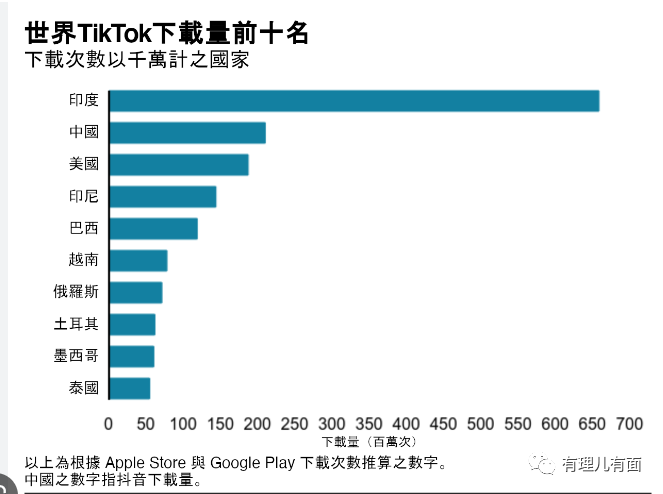 世界TikTok下載量前十名
下載次數以千萬計之國家
印度
中國
美國
印尼
巴西
越南
俄羅斯
土耳其
墨西哥
泰國
0 50 100 150 200 250 300 350 400 450 500 550 600 650 700
下載量（百萬次）
以上為根據 Apple Store 與 Google Play 下載次數推算之數字。
中國之數字指抖音下載量。
有理儿有面